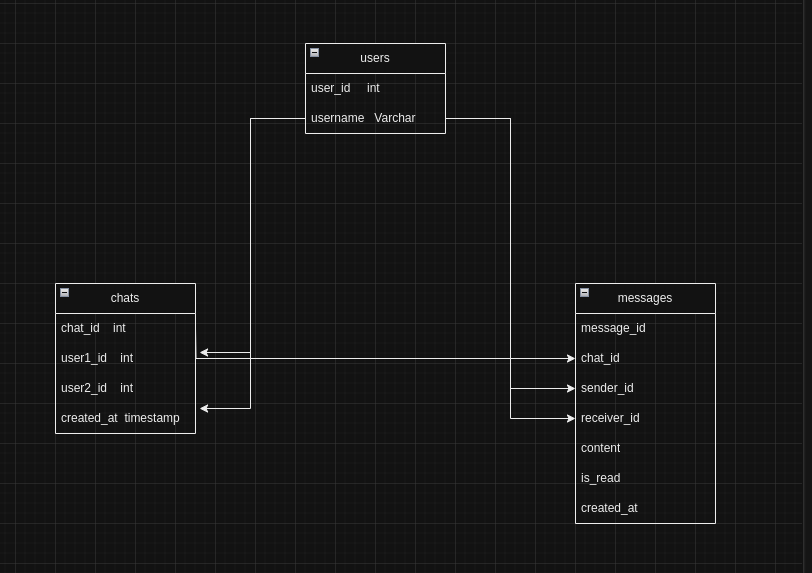 users
user_id int
username Varchar
chats
chat_id int
user1_id int
user2_id int
created_at timestamp
messages
message_id
chat_id
sender_id
receiver_id
content
is_read
created_at